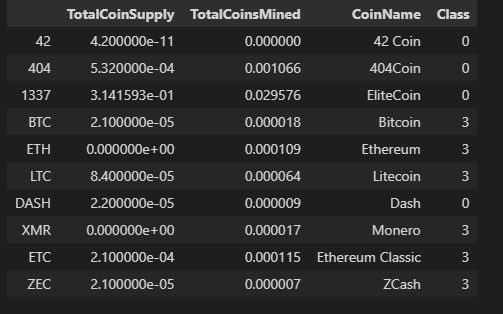 TotalCoinSupply TotalCoinsMined CoinName Class
42 4.200000e-11 0.000000 42 Coin 0
404 5.320000e-04 0.001066 404Coin 0
1337 3.141593e-01 0.029576 EliteCoin 0
BTC 2.100000e-05 0.000018 Bitcoin 3
ETH 0.000000e+00 0.000109 Ethereum 3
LTC 8.400000e-05 0.000064 Litecoin 3
DASH 2.200000e-05 0.000009 Dash 0
XMR 0.000000e+00 0.000017 Monero 3
ETC 2.100000e-04 0.000115 Ethereum Classic 3
ZEC 2.100000e-05 0.000007 ZCash 3